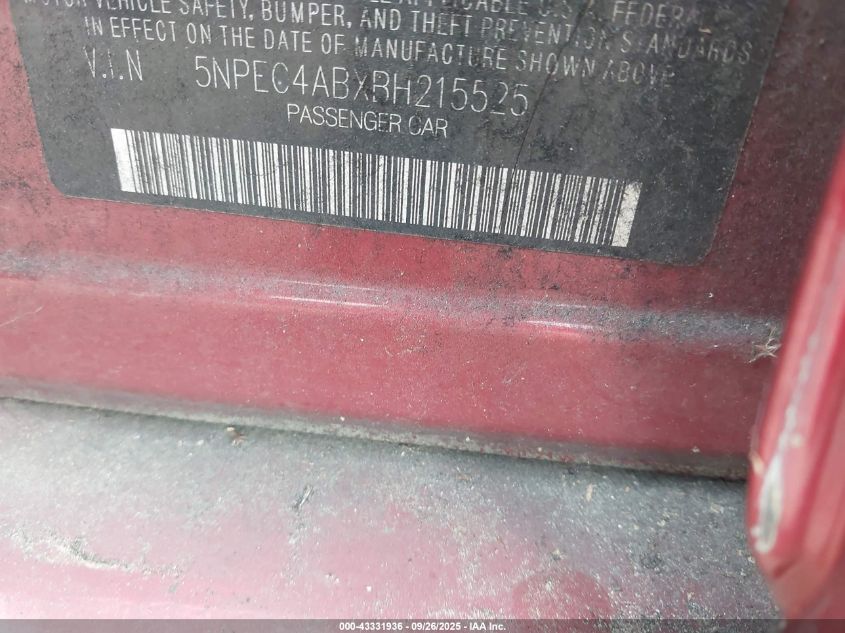 MOTOR VEHICLE SAFETY, BUMPER, AND THEFT PREVENTION STANDARDS
IN EFFECT ON THE DATE OF MANUFACTURE SHOWN ABOVE
V.I.N 5NPEC4ABXBH215525
PASSENGER CAR
000-43331936 - 09/26/2025 - IAA Inc.